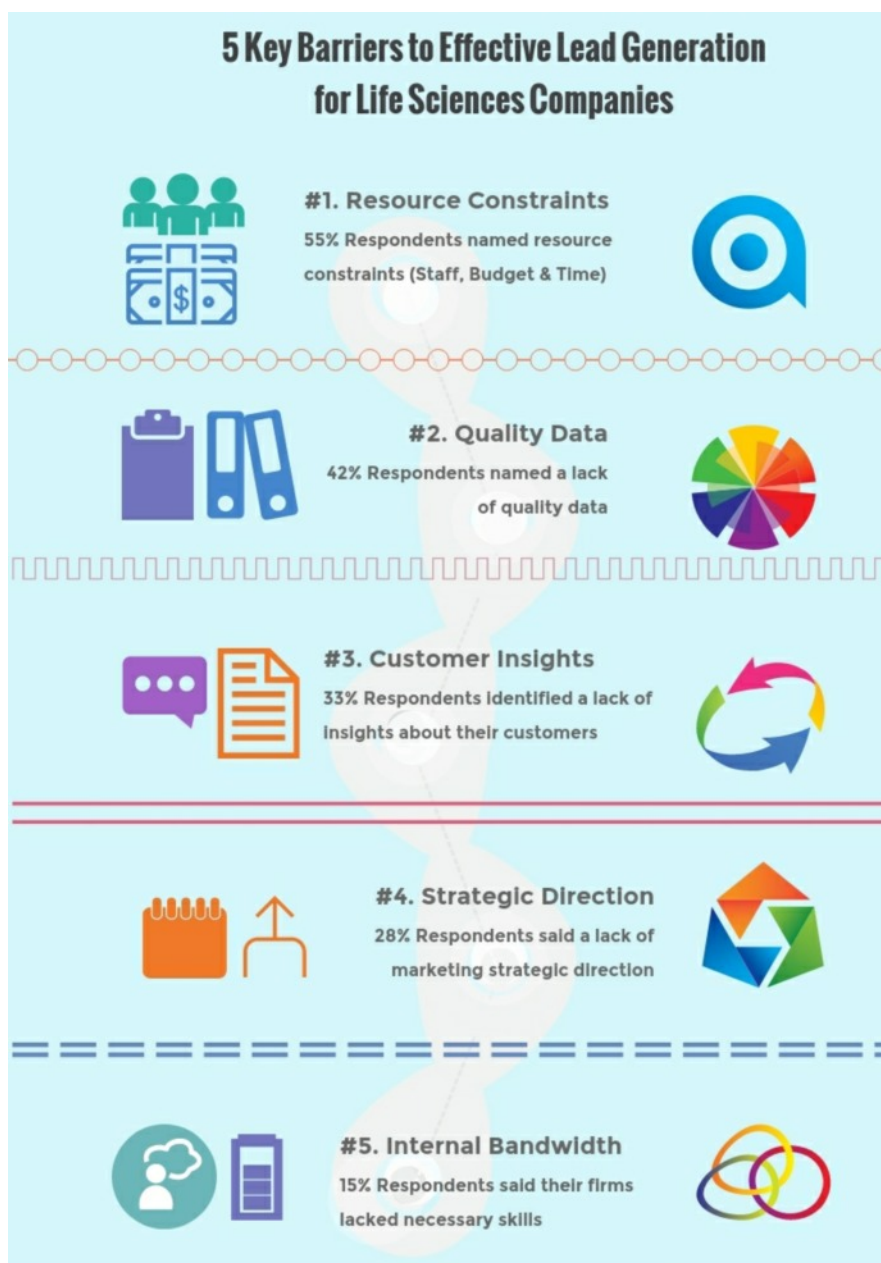 5 Key Barriers to Effective Lead Generation
for Life Sciences Companies
#1. Resource Constraints
55% Respondents named resource
constraints (Staff, Budget & Time)
$
#2. Quality Data
42% Respondents named a lack
of quality data
#3. Customer Insights
33% Respondents identified a lack of
insights about their customers
#4. Strategic Direction
28% Respondents said a lack of
marketing strategic direction
#5. Internal Bandwidth
15% Respondents said their firms
lacked necessary skills